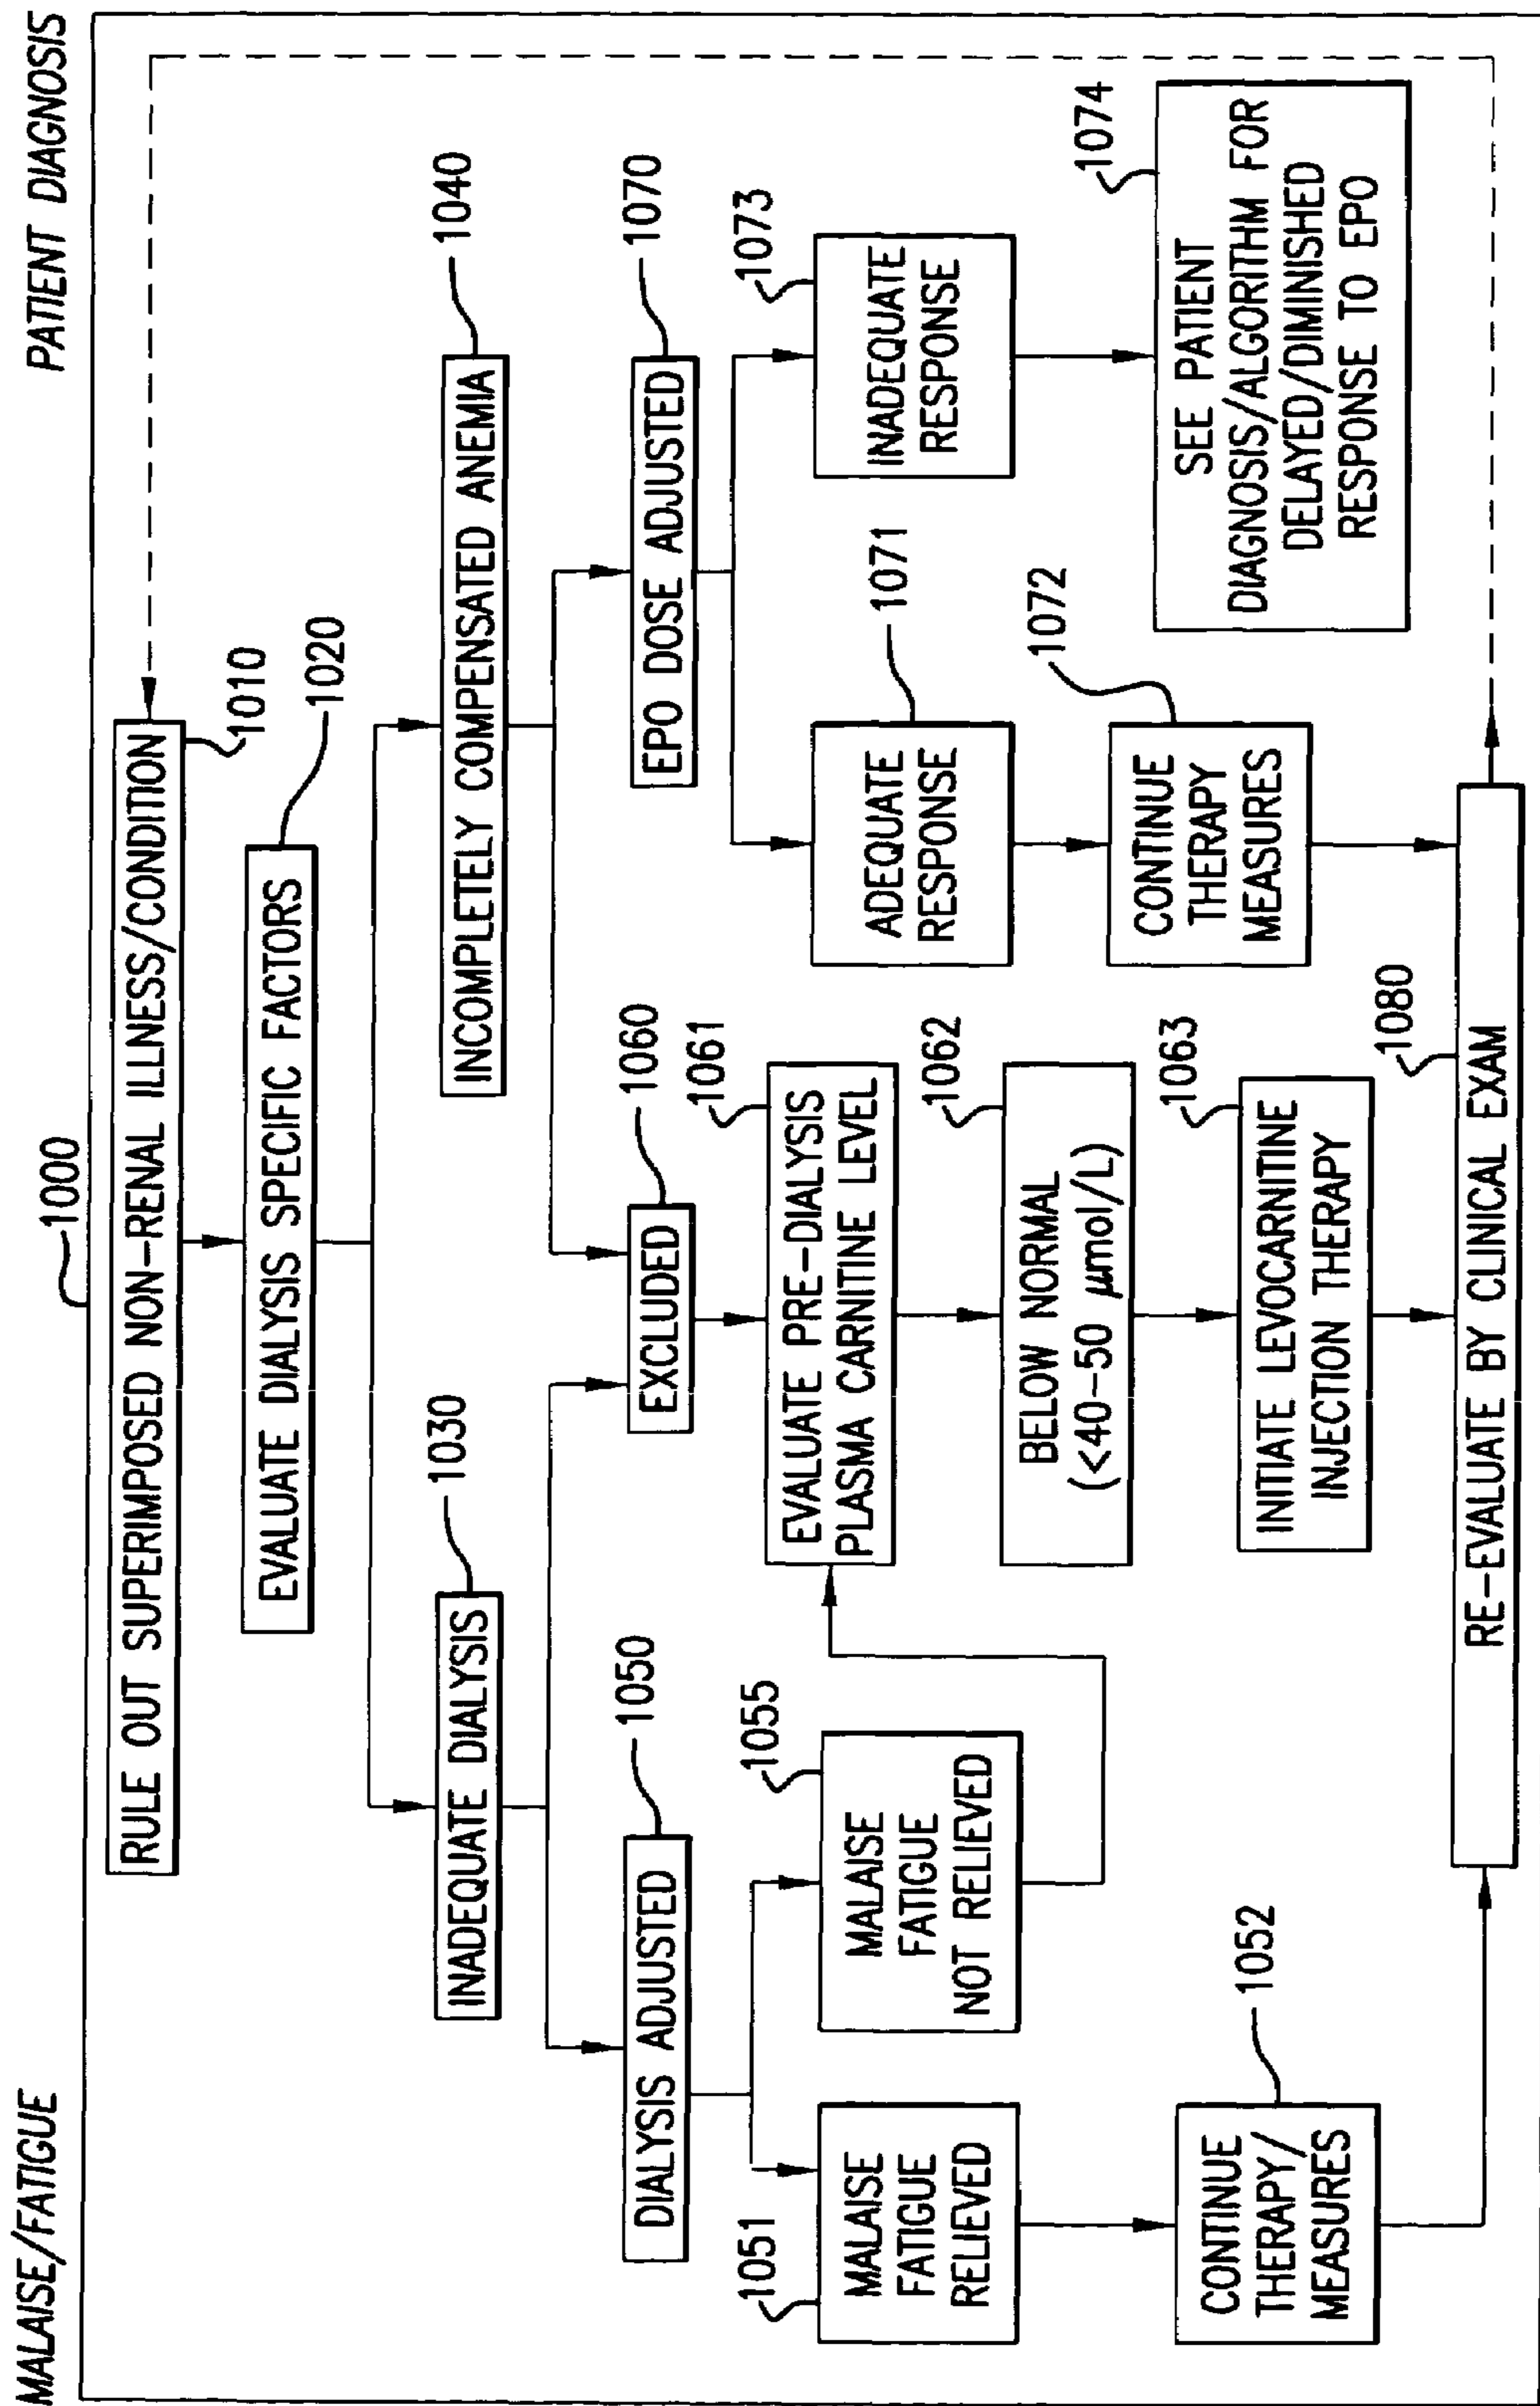 MALAISE/FATIGUE
PATIENT DIAGNOSIS
1000
RULE OUT SUPERIMPOSED NON-RENAL ILLNESS/CONDITION
1010
EVALUATE DIALYSIS SPECIFIC FACTORS
1020
INADEQUATE DIALYSIS
1030
INCOMPLETELY COMPENSATED ANEMIA
1040
DIALYSIS ADJUSTED
1050
EXCLUDED
1060
EPO DOSE ADJUSTED
1070
1051
MALAISE
FATIGUE
RELIEVED
1055
MALAISE
FATIGUE
NOT RELIEVED
1061
EVALUATE PRE-DIALYSIS
PLASMA CARNITINE LEVEL
ADEQUATE
RESPONSE
1071
1073
INADEQUATE
RESPONSE
1062
BELOW NORMAL
(<40-50 µmol/L)
1052
CONTINUE
THERAPY/
MEASURES
1063
INITIATE LEVOCARNITINE
INJECTION THERAPY
CONTINUE
THERAPY
MEASURES
1072
1074
SEE PATIENT
DIAGNOSIS/ALGORITHM FOR
DELAYED/DIMINISHED
RESPONSE TO EPO
RE-EVALUATE BY CLINICAL EXAM
1080